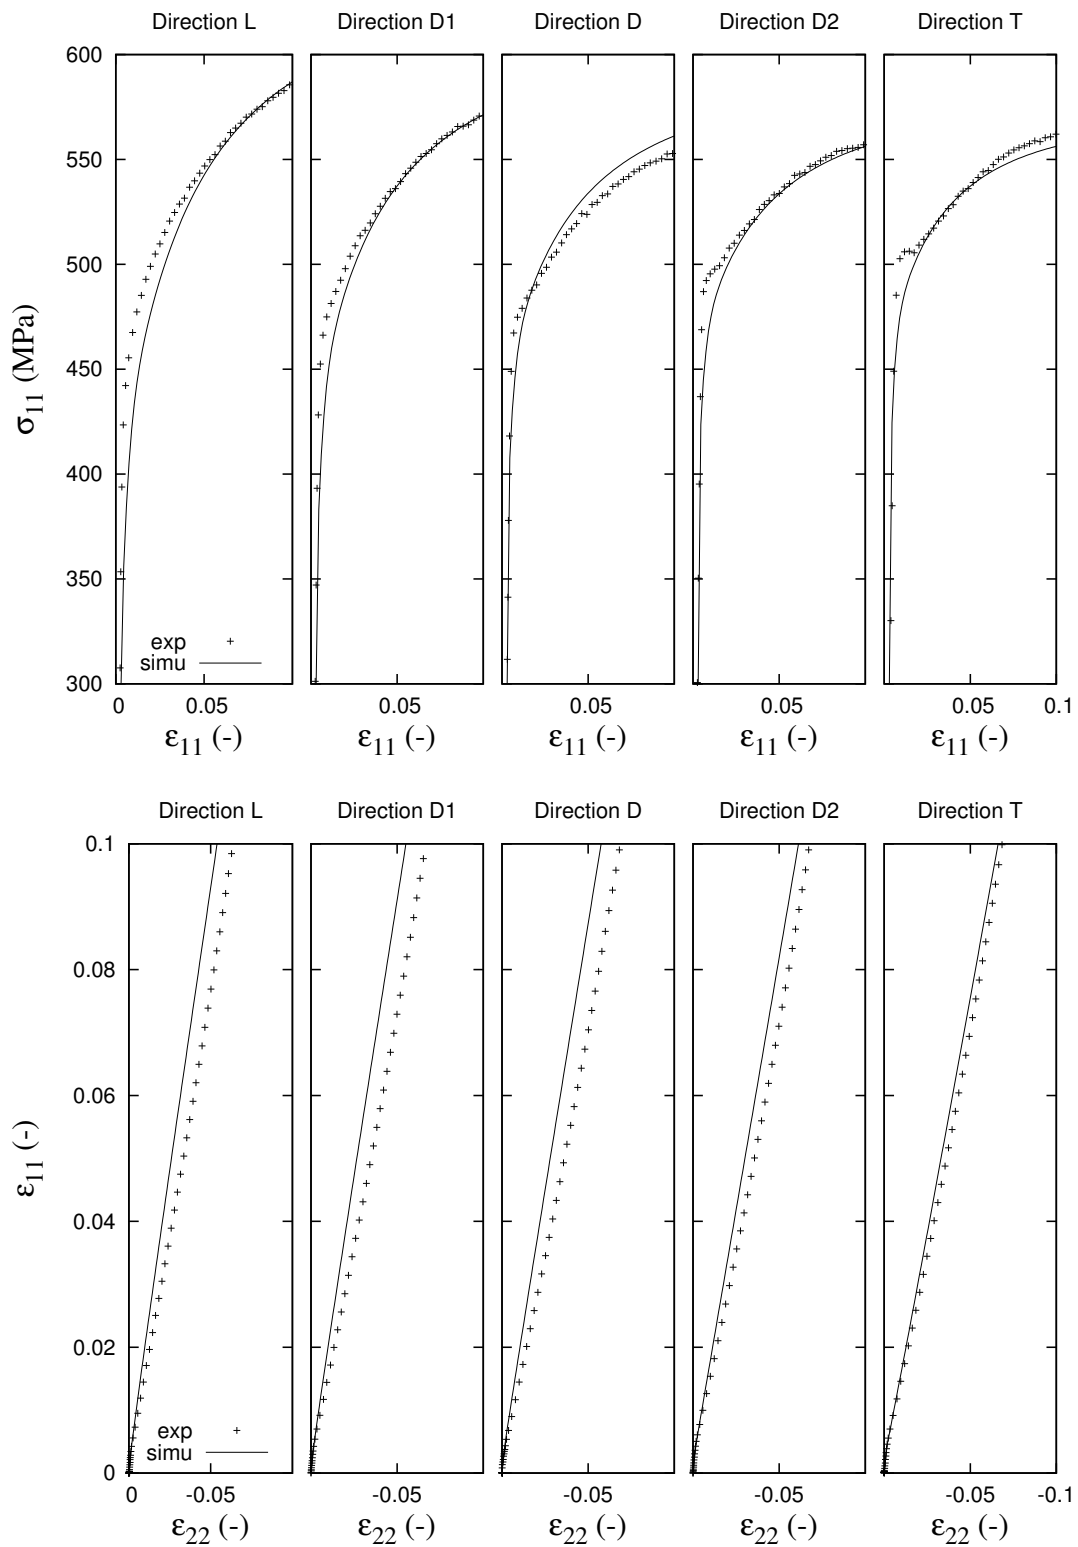 Direction L Direction D1 Direction D Direction D2 Direction T
600
550
500
450
400
350
300
σ11 (MPa)
exp
simu
0 0.05 0.05 0.05 0.05 0.05 0.1
ε11 (-) ε11 (-) ε11 (-) ε11 (-) ε11 (-)
Direction L Direction D1 Direction D Direction D2 Direction T
0.1
0.08
0.06
0.04
0.02
0
ε11 (-)
exp
simu
0 -0.05 -0.05 -0.05 -0.05 -0.05 -0.1
ε22 (-) ε22 (-) ε22 (-) ε22 (-) ε22 (-)